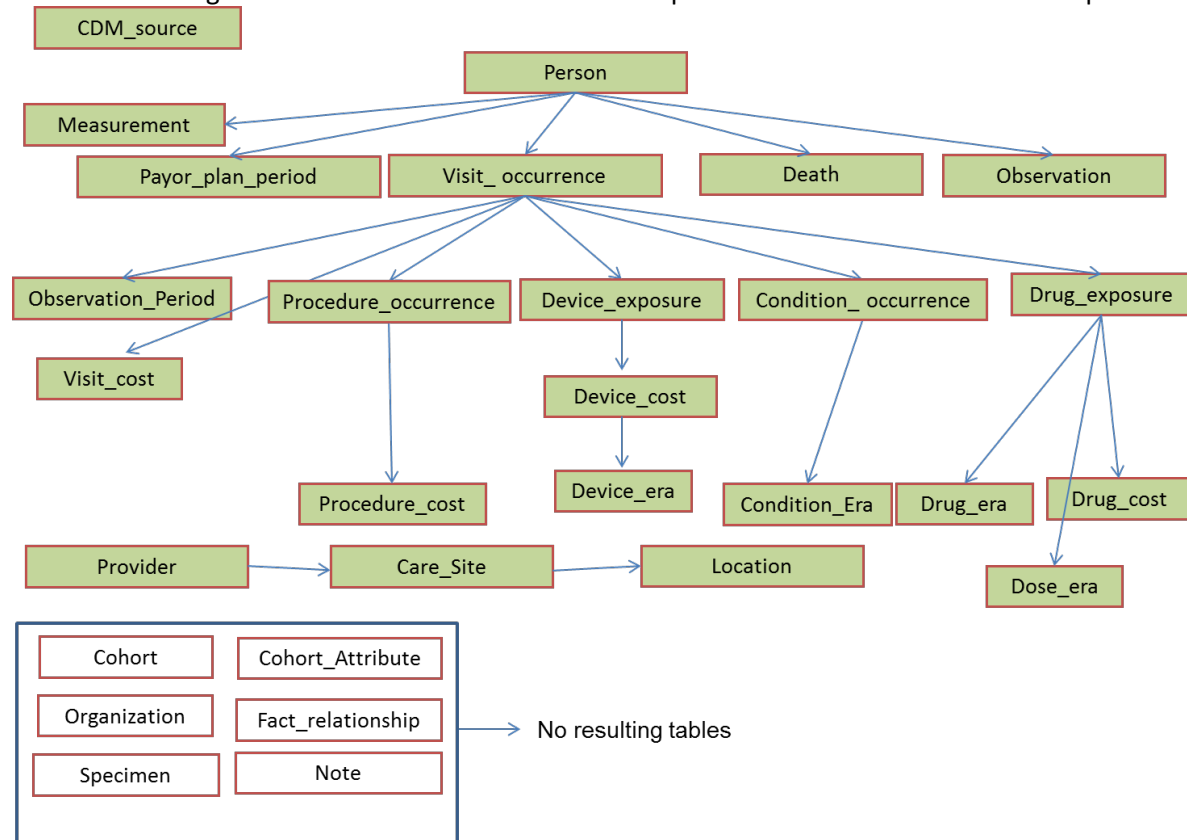 CDM_source
Person
Measurement
Payor_plan_period
Visit_ occurrence
Death
Observation
Observation_Period
Procedure_occurrence
Device_exposure
Condition_ occurrence
Drug_exposure
Visit_cost
Device_cost
Procedure_cost
Device_era
Condition_Era
Drug_era
Drug_cost
Provider
Care_Site
Location
Dose_era
Cohort
Cohort_Attribute
Organization
Fact_relationship
No resulting tables
Specimen
Note